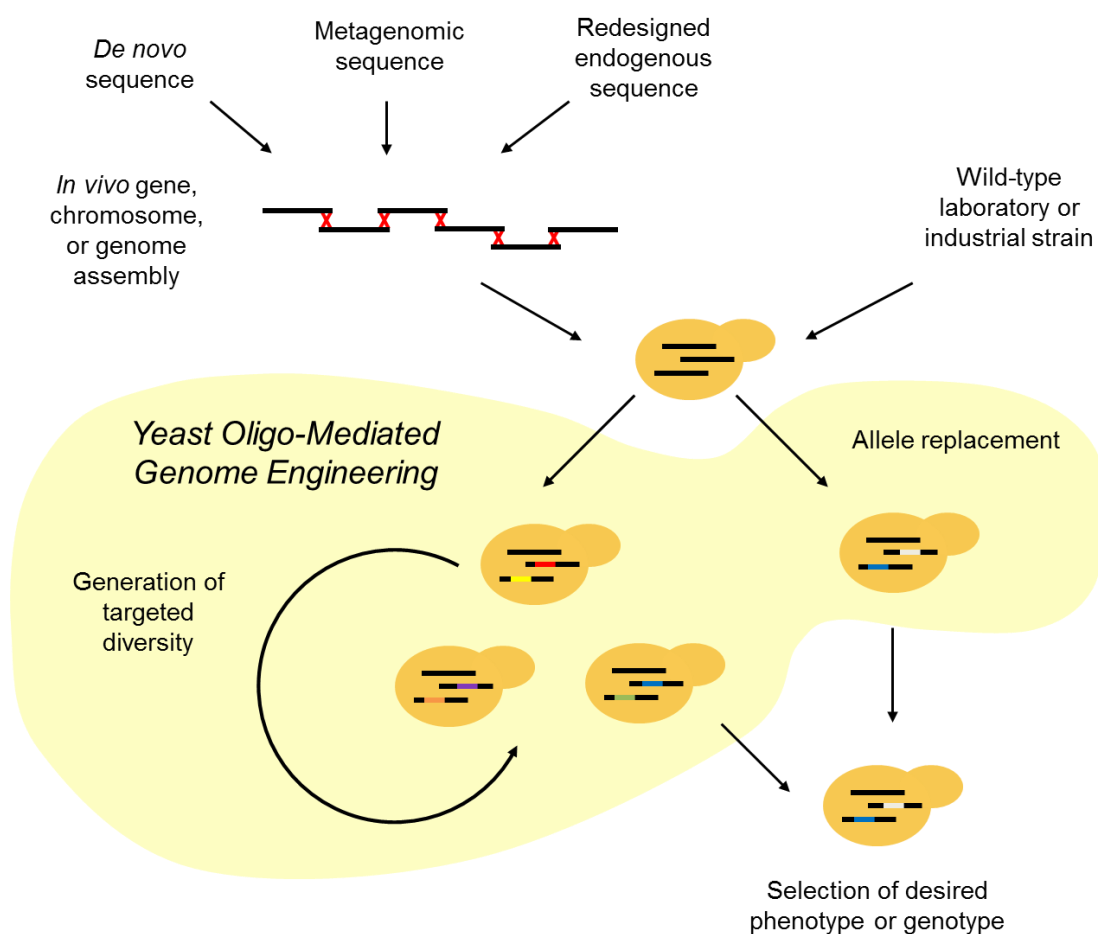 De novo
sequence
Metagenomic
sequence
Redesigned
endogenous
sequence
In vivo gene,
chromosome,
or genome
assembly
Wild-type
laboratory or
industrial strain
Yeast Oligo-Mediated
Genome Engineering
Allele replacement
Generation of
targeted
diversity
Selection of desired
phenotype or genotype